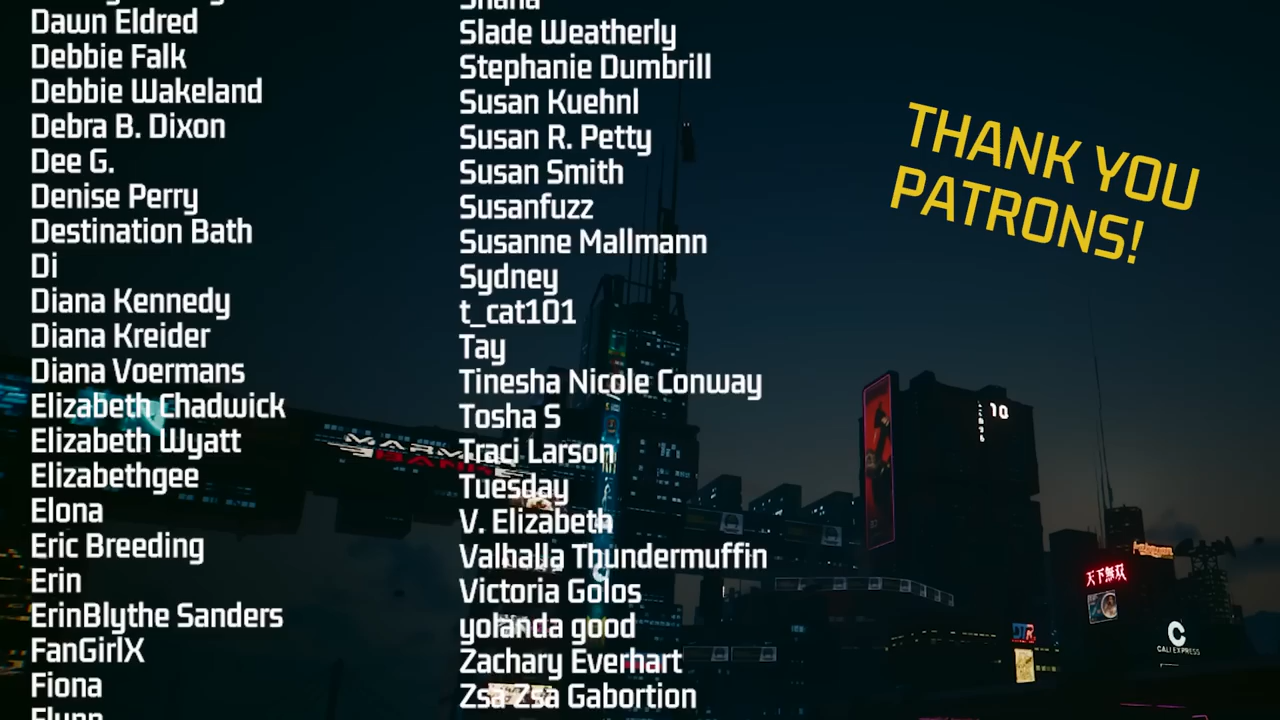 Dawn Eldred
Debbie Falk
Debbie Wakeland
Debra B. Dixon
Dee G.
Denise Perry
Destination Bath
Di
Diana Kennedy
Diana Kreider
Diana Voermans
Elizabeth Chadwick
Elizabeth Wyatt
Elizabethgee
Elona
Eric Breeding
Erin
ErinBlythe Sanders
FanGirlX
Fiona
Flynn
Shana
Slade Weatherly
Stephanie Dumbrill
Susan Kuehnl
Susan R. Petty
Susan Smith
Susanfuzz
Susanne Mallmann
Sydney
t_cat101
Tay
Tinesha Nicole Conway
Tosha S
Traci Larson
Tuesday
V. Elizabeth
Valhalla Thundermuffin
Victoria Golos
yolanda good
Zachary Everhart
Zsa Zsa Gabortion
THANK YOU
PATRONS!
10
天下無双
CALI EXPRESS